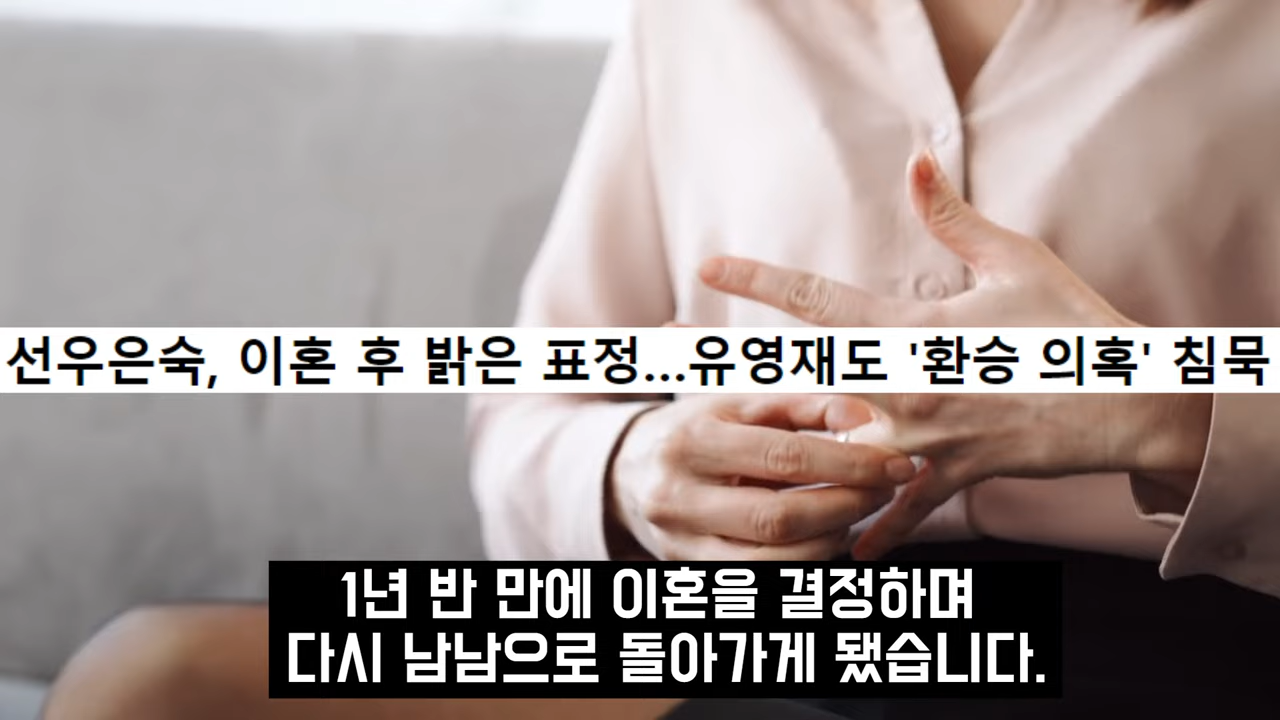 선우은숙, 이혼 후 밝은 표정...유영재도 '환승 의혹' 침묵
1년 반 만에 이혼을 결정하며
다시 남남으로 돌아가게 됐습니다.